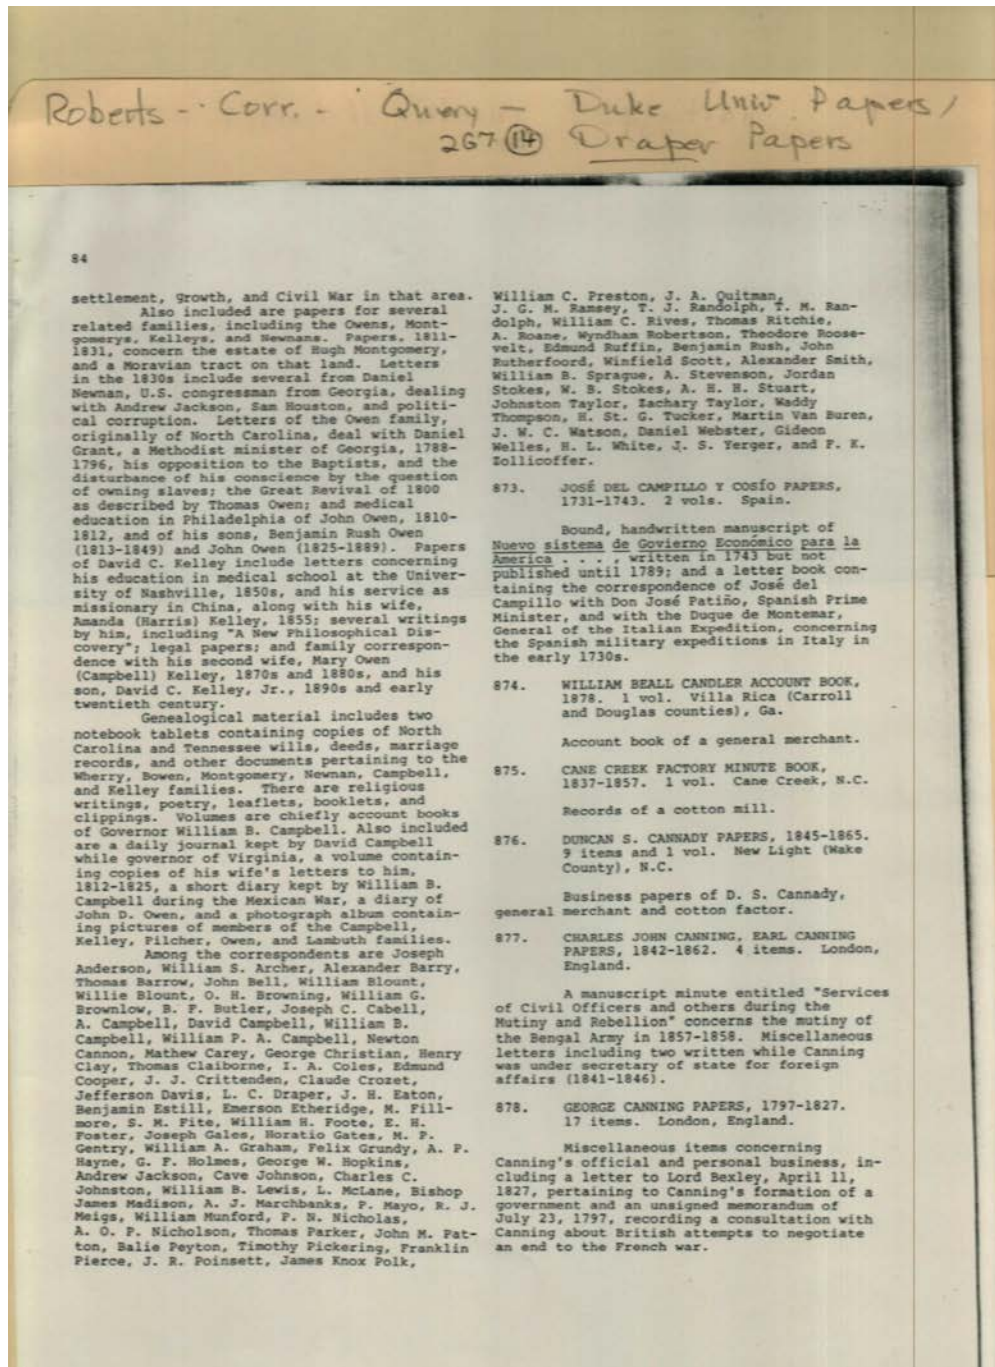 Roberts - Corr. - Query - Duke Univ Papers /
2G7 (14) Draper Papers
84
settlement, growth, and Civil War in that area.
Also included are papers for several
related families, including the Owens, Mont-
gomerys, Kelleys, and Newnans. Papers, 1811-
1831, concern the estate of Hugh Montgomery,
and a Moravian tract on that land. Letters
in the 1830s include several from Daniel
Newnan, U.S. congressman from Georgia, dealing
with Andrew Jackson, Sam Houston, and politi-
cal corruption. Letters of the Owen family,
originally of North Carolina, deal with Daniel
Grant, a Methodist minister of Georgia, 1788-
1796, his opposition to the Baptists, and the
disturbance of his conscience by the question
of owning slaves; the Great Revival of 1800
as described by Thomas Owen; and medical
education in Philadelphia of John Owen, 1810-
1812, and of his sons, Benjamin Rush Owen
(1813-1849) and John Owen (1825-1889). Papers
of David C. Kelley include letters concerning
his education in medical school at the Univer-
sity of Nashville, 1850s, and his service as
missionary in China, along with his wife,
Amanda (Harris) Kelley, 1855; several writings
by him, including "A New Philosophical Dis-
covery"; legal papers; and family correspon-
dence with his second wife, Mary Owen
(Campbell) Kelley, 1870s and 1880s, and his
son, David C. Kelley, Jr., 1890s and early
twentieth century.
Genealogical material includes two
notebook tablets containing copies of North
Carolina and Tennessee wills, deeds, marriage
records, and other documents pertaining to the
Wherry, Bowen, Montgomery, Newnan, Campbell,
and Kelley families. There are religious
writings, poetry, leaflets, booklets, and
clippings. Volumes are chiefly account books
of Governor William B. Campbell. Also included
are a daily journal kept by David Campbell
while governor of Virginia, a volume contain-
ing copies of his wife's letters to him,
1812-1825, a short diary kept by William B.
Campbell during the Mexican War, a diary of
John D. Owen, and a photograph album contain-
ing pictures of members of the Campbell,
Kelley, Pilcher, Owen, and Lambuth families.
Among the correspondents are Joseph
Anderson, William S. Archer, Alexander Barry,
Thomas Barrow, John Bell, William Blount,
Willie Blount, O. H. Browning, William G.
Brownlow, B. F. Butler, Joseph C. Cabell,
A. Campbell, David Campbell, William B.
Campbell, William P. A. Campbell, Newton
Cannon, Mathew Carey, George Christian, Henry
Clay, Thomas Claiborne, I. A. Coles, Edmund
Cooper, J. J. Crittenden, Claude Crozet,
Jefferson Davis, L. C. Draper, J. H. Eaton,
Benjamin Estill, Emerson Etheridge, M. Fill-
more, S. M. Fite, William H. Foote, E. H.
Foster, Joseph Gales, Horatio Gates, M. P.
Gentry, William A. Graham, Felix Grundy, A. P.
Hayne, G. F. Holmes, George W. Hopkins,
Andrew Jackson, Cave Johnson, Charles C.
Johnston, William B. Lewis, L. McLane, Bishop
James Madison, A. J. Marchbanks, P. Mayo, R. J.
Meigs, William Munford, P. N. Nicholas,
A. O. P. Nicholson, Thomas Parker, John M. Pat-
ton, Balie Peyton, Timothy Pickering, Franklin
Pierce, J. R. Poinsett, James Knox Polk,
William C. Preston, J. A. Quitman,
J. G. M. Ramsey, T. J. Randolph, T. M. Ran-
dolph, William C. Rives, Thomas Ritchie,
A. Roane, Wyndham Robertson, Theodore Roose-
velt, Edmund Ruffin, Benjamin Rush, John
Rutherfoord, Winfield Scott, Alexander Smith,
William B. Sprague, A. Stevenson, Jordan
Stokes, W. B. Stokes, A. H. H. Stuart,
Johnston Taylor, Zachary Taylor, Waddy
Thompson, H. St. G. Tucker, Martin Van Buren,
J. W. C. Watson, Daniel Webster, Gideon
Welles, H. L. White, J. S. Yerger, and F. K.
Zollicoffer.
873. JOSÉ DEL CAMPILLO Y COSÍO PAPERS,
1731-1743. 2 vols. Spain.
Bound, handwritten manuscript of
Nuevo sistema de Govierno Económico para la
America . . . , written in 1743 but not
published until 1789; and a letter book con-
taining the correspondence of José del
Campillo with Don José Patiño, Spanish Prime
Minister, and with the Duque de Montemar,
General of the Italian Expedition, concerning
the Spanish military expeditions in Italy in
the early 1730s.
874. WILLIAM BEALL CANDLER ACCOUNT BOOK,
1878. 1 vol. Villa Rica (Carroll
and Douglas counties), Ga.
Account book of a general merchant.
875. CANE CREEK FACTORY MINUTE BOOK,
1837-1857. 1 vol. Cane Creek, N.C.
Records of a cotton mill.
876. DUNCAN S. CANNADY PAPERS, 1845-1865.
9 items and 1 vol. New Light (Wake
County), N.C.
Business papers of D. S. Cannady,
general merchant and cotton factor.
877. CHARLES JOHN CANNING, EARL CANNING
PAPERS, 1842-1862. 4 items. London,
England.
A manuscript minute entitled "Services
of Civil Officers and others during the
Mutiny and Rebellion" concerns the mutiny of
the Bengal Army in 1857-1858. Miscellaneous
letters including two written while Canning
was under secretary of state for foreign
affairs (1841-1846).
878. GEORGE CANNING PAPERS, 1797-1827.
17 items. London, England.
Miscellaneous items concerning
Canning's official and personal business, in-
cluding a letter to Lord Bexley, April 11,
1827, pertaining to Canning's formation of a
government and an unsigned memorandum of
July 23, 1797, recording a consultation with
Canning about British attempts to negotiate
an end to the French war.